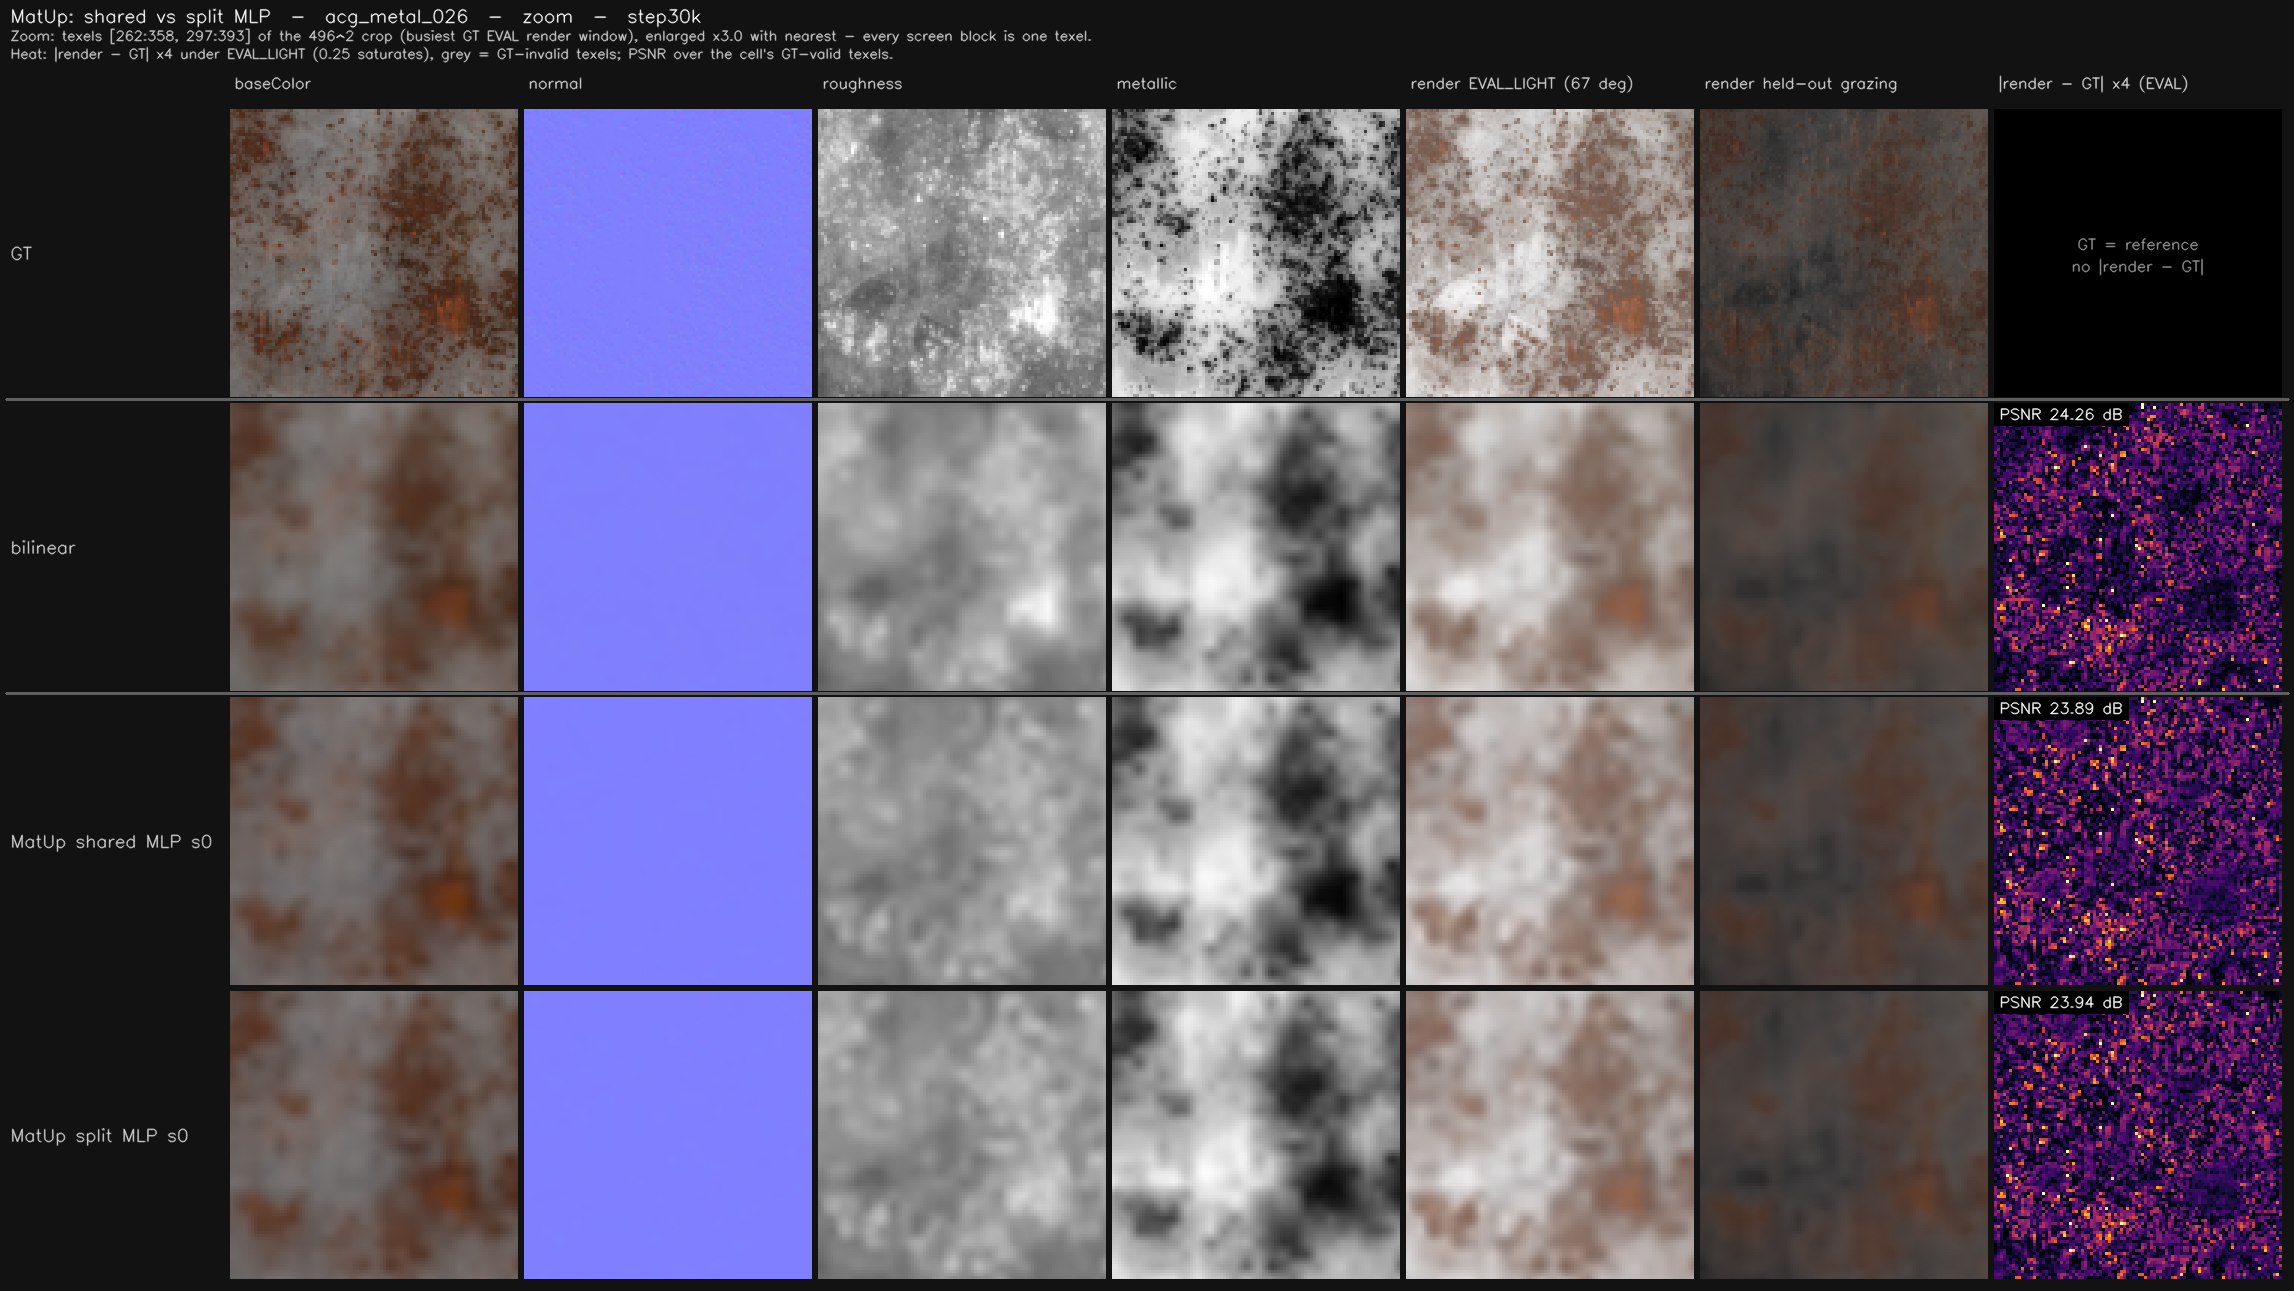 MatUp: shared vs split MLP — acg_metal_026 — zoom — step30k
Zoom: texels [262:358, 297:393] of the 496^2 crop (busiest GT EVAL render window), enlarged x3.0 with nearest — every screen block is one texel.
Heat: |render — GT| x4 under EVAL_LIGHT (0.25 saturates), grey = GT-invalid texels; PSNR over the cell's GT-valid texels.
baseColor normal roughness metallic render EVAL_LIGHT (67 deg) render held-out grazing |render — GT| x4 (EVAL)
GT
GT = reference
no |render — GT|
bilinear
PSNR 24.26 dB
MatUp shared MLP s0
PSNR 23.89 dB
MatUp split MLP s0
PSNR 23.94 dB